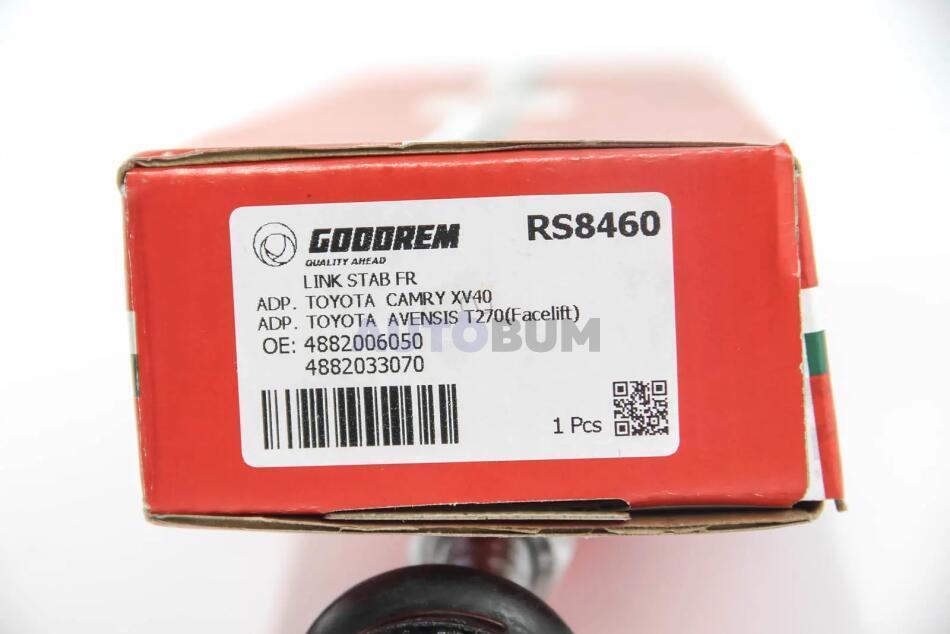 GOODREM
RS8460
QUALITY AHEAD
LINK STAB FR
ADP. TOYOTA CAMRY XV40
ADP. TOYOTA AVENSIS T270(Facelift)
AUTOBUM
OE: 4882006050
4882033070
1 Pcs